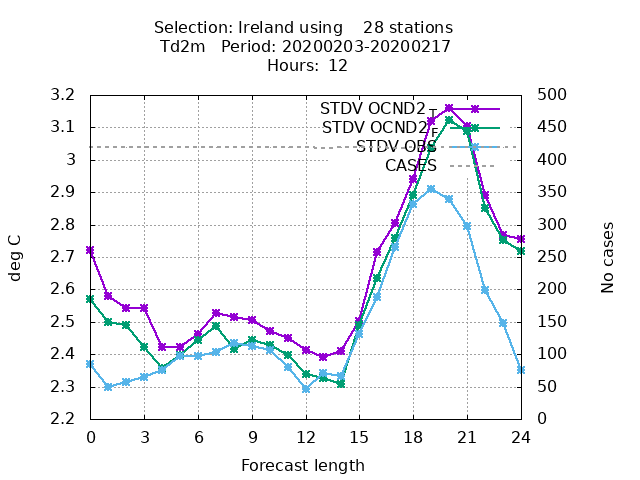 Selection: Ireland using    28 stations
Td2m   Period: 20200203-20200217
Hours:  12
3.2
3.1
3
2.9
2.8
2.7
2.6
2.5
2.4
2.3
2.2
deg C
STDV OCND2_T
STDV OCND2_F
STDV OBS
CASES
500
450
400
350
300
250
200
150
100
50
0
No cases
0 3 6 9 12 15 18 21 24
Forecast length